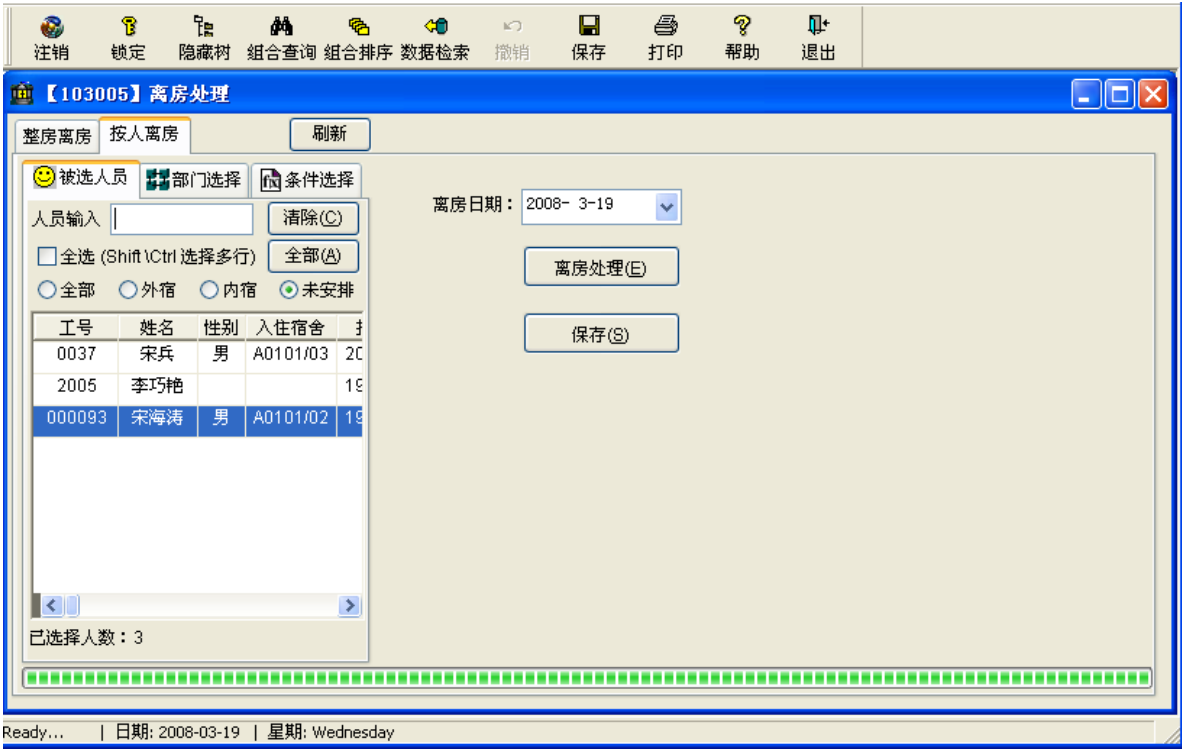 注销 锁定 隐藏树 组合查询 组合排序 数据检索 撤销 保存 打印 帮助 退出
【103005】离房处理
整房离房 按人离房 刷新
被选人员 部门选择 条件选择
人员输入 清除(C)
离房日期： 2008- 3-19
全选 (Shift \Ctrl 选择多行) 全部(A)
离房处理(E)
全部 外宿 内宿 未安排
保存(S)
工号 姓名 性别 入住宿舍
0037 宋兵 男 A0101/03 20
2005 李巧艳 19
000093 宋海涛 男 A0101/02 19
已选择人数：3
Ready... | 日期: 2008-03-19 | 星期: Wednesday